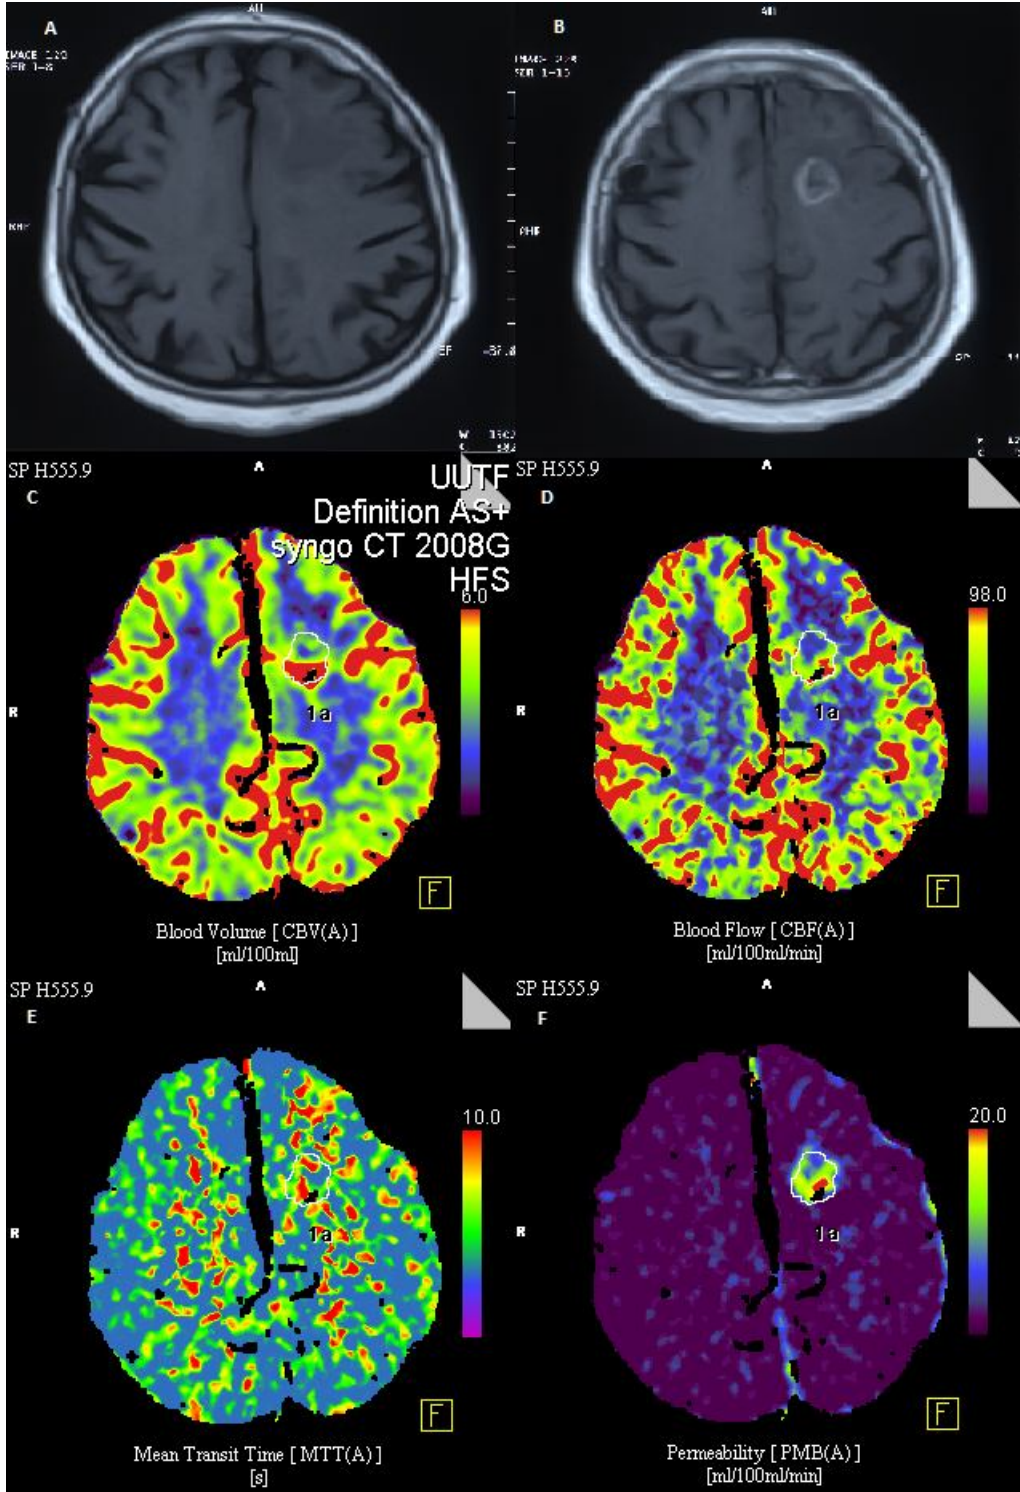 A
B
SP H555.9
A
C
UUTF
Definition AS+
syngo CT 2008G
HFS
6.0
R
1a
F
Blood Volume [ CBV(A) ]
[ml/100ml]
SP H555.9
A
D
98.0
R
1a
F
Blood Flow [ CBF(A) ]
[ml/100ml/min]
SP H555.9
A
E
10.0
R
1a
F
Mean Transit Time [ MTT(A) ]
[s]
SP H555.9
A
F
20.0
R
1a
F
Permeability [ PMB(A) ]
[ml/100ml/min]